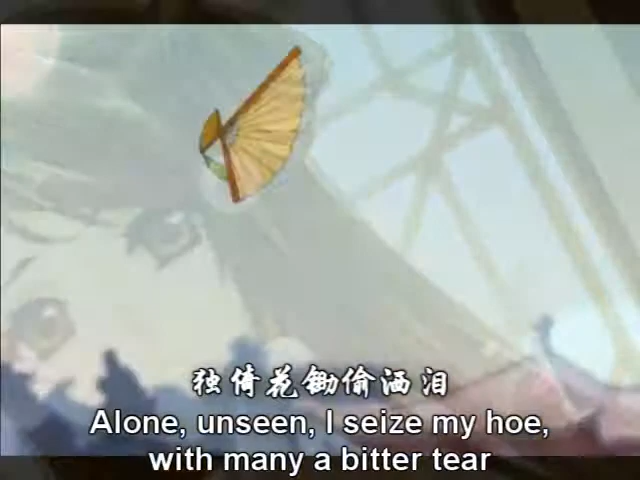 独倚花锄偷洒泪
Alone, unseen, I seize my hoe,
with many a bitter tear